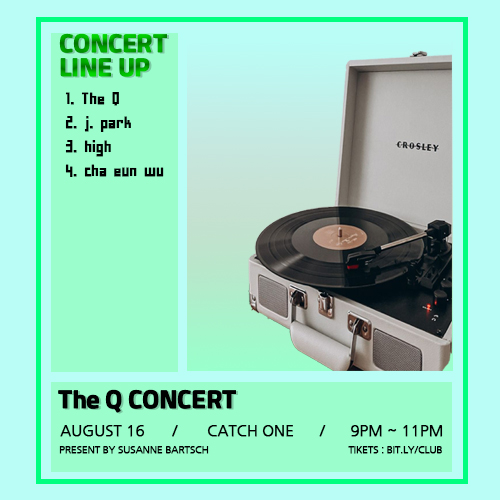 CONCERT
LINE UP
1. The Q
2. j. park
3. high
4. cha eun wu
CROSLEY
The Q CONCERT
AUGUST 16 / CATCH ONE / 9PM ~ 11PM
PRESENT BY SUSANNE BARTSCH TIKETS : BIT.LY/CLUB